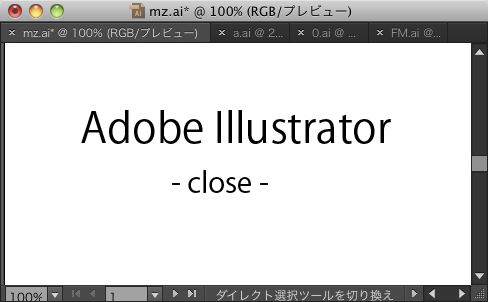 mz.ai* @ 100% (RGB/プレビュー)
× mz.ai* @ 100% (RGB/プレビュー) × a.ai @ 2... × 0.ai @ ... × FM.ai @ ...
Adobe Illustrator
- close -
100% 1 ダイレクト選択ツールを切り換え